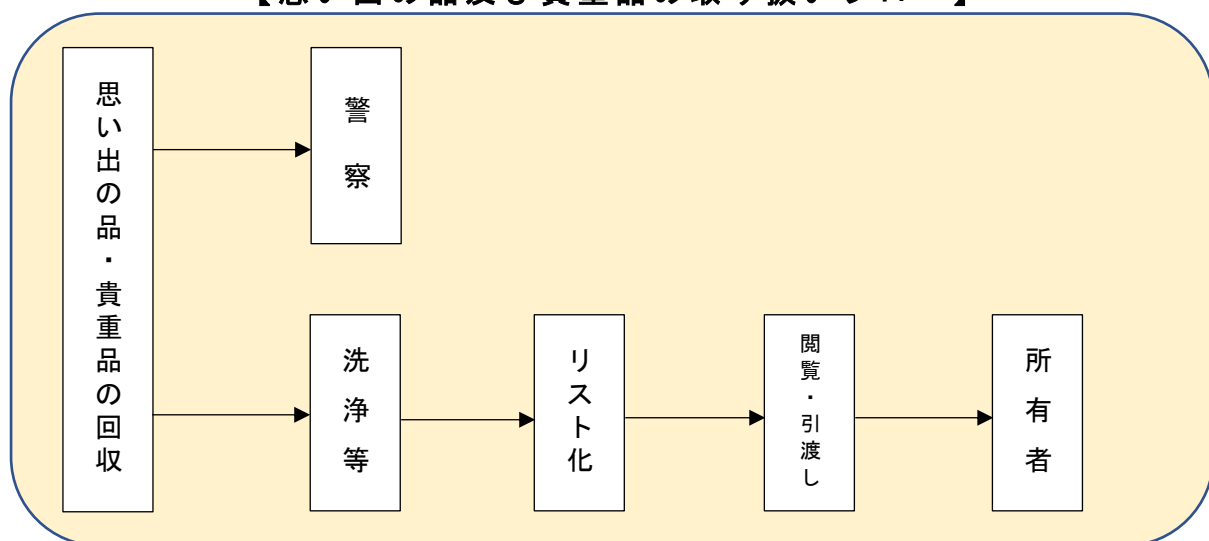 思い出の品・貴重品の回収
警察
洗浄等
リスト化
閲覧・引渡し
所有者